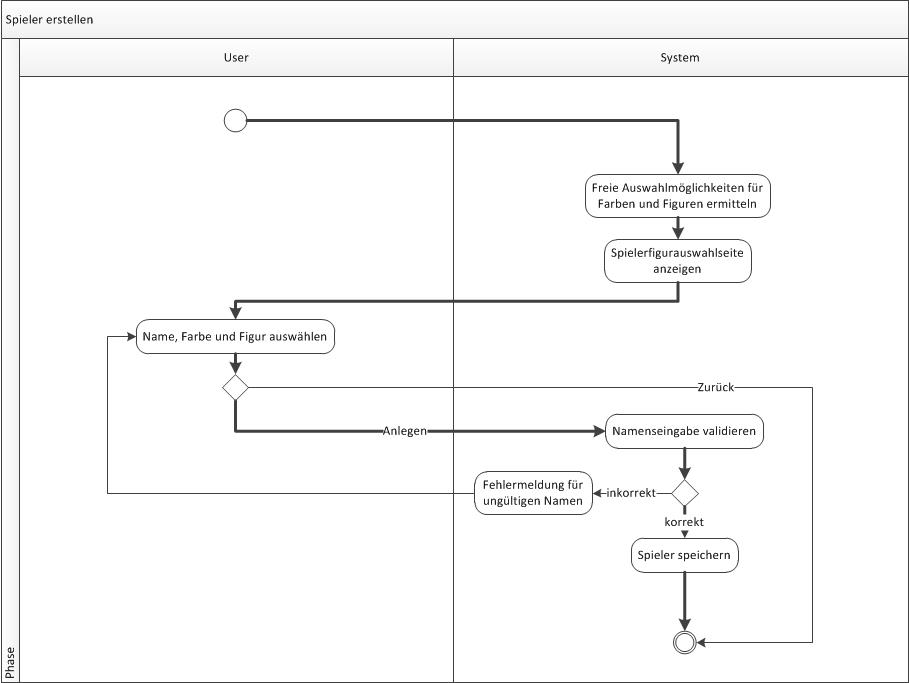 Spieler erstellen
User
System
Freie Auswahlmöglichkeiten für
Farben und Figuren ermitteln
Spielerfigurauswahlseite
anzeigen
Name, Farbe und Figur auswählen
Zurück
Anlegen
Namenseingabe validieren
Fehlermeldung für
ungültigen Namen
inkorrekt
korrekt
Spieler speichern
Phase